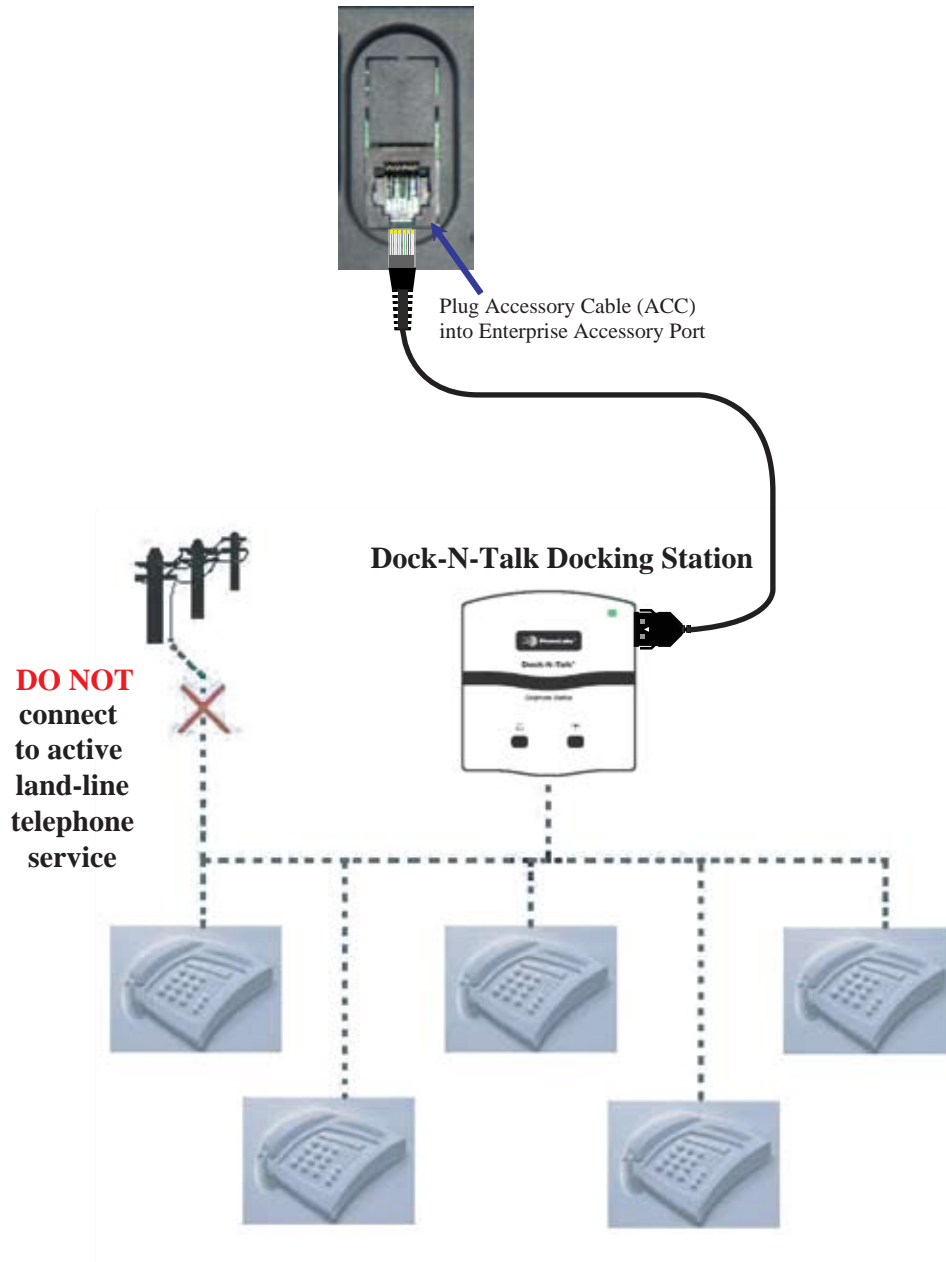 Plug Accessory Cable (ACC)
into Enterprise Accessory Port
Dock-N-Talk Docking Station
Dock-N-Talk
DO NOT
connect
to active
land-line
telephone
service